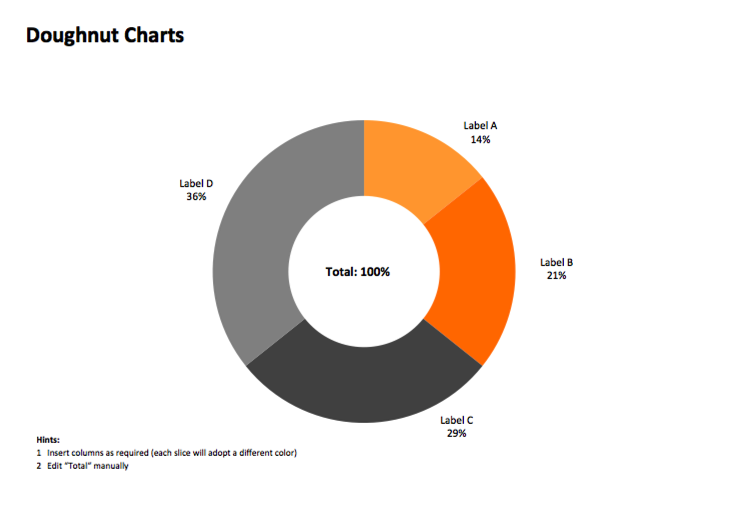 Doughnut Charts
Label A
14%
Label D
36%
Label B
21%
Total: 100%
Label C
29%
Hints:
1 Insert columns as required (each slice will adopt a different color)
2 Edit "Total" manually